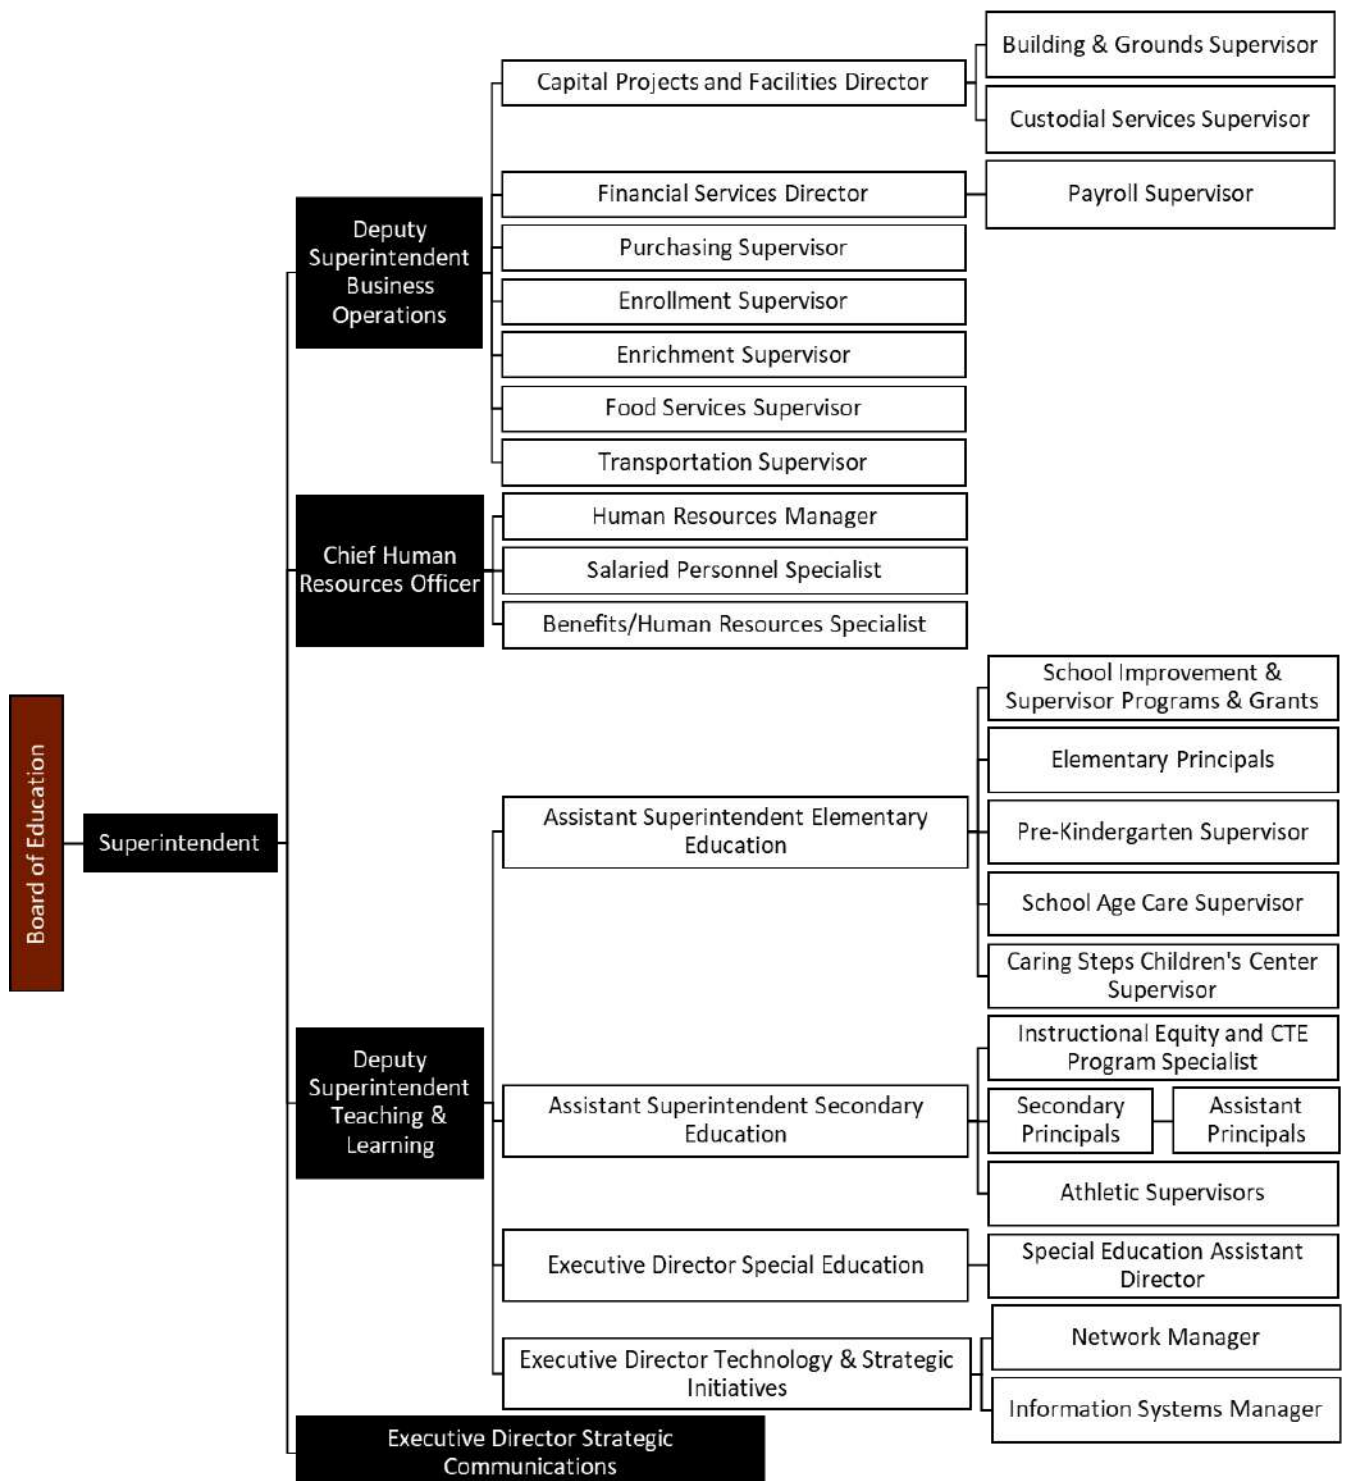 Board of Education
Superintendent
Deputy
Superintendent
Business
Operations
Capital Projects and Facilities Director
Building & Grounds Supervisor
Custodial Services Supervisor
Financial Services Director
Payroll Supervisor
Purchasing Supervisor
Enrollment Supervisor
Enrichment Supervisor
Food Services Supervisor
Transportation Supervisor
Chief Human
Resources Officer
Human Resources Manager
Salaried Personnel Specialist
Benefits/Human Resources Specialist
Deputy
Superintendent
Teaching &
Learning
Assistant Superintendent Elementary
Education
School Improvement &
Supervisor Programs & Grants
Elementary Principals
Pre-Kindergarten Supervisor
School Age Care Supervisor
Caring Steps Children's Center
Supervisor
Assistant Superintendent Secondary
Education
Instructional Equity and CTE
Program Specialist
Secondary
Principals
Assistant
Principals
Athletic Supervisors
Executive Director Special Education
Special Education Assistant
Director
Executive Director Technology & Strategic
Initiatives
Network Manager
Information Systems Manager
Executive Director Strategic
Communications